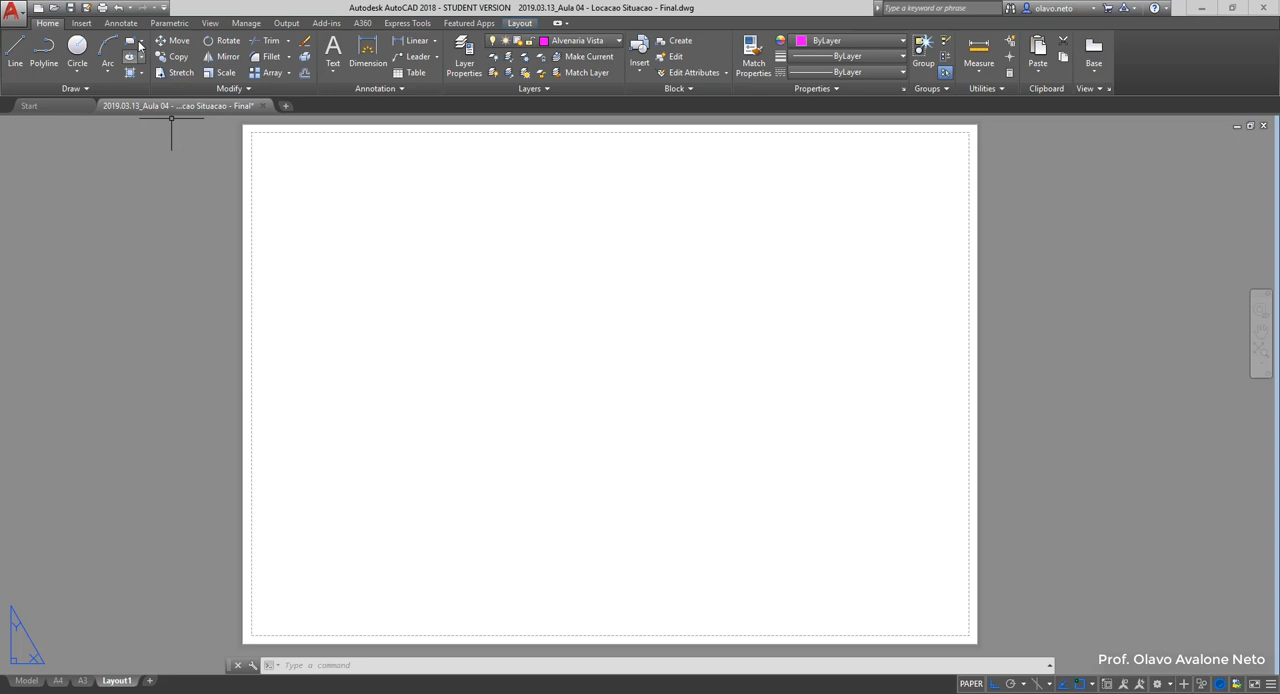 Autodesk AutoCAD 2018 - STUDENT VERSION 2019.03.13_Aula 04 - Locacao Situacao - Final.dwg
Type a keyword or phrase
olavo.neto
Home Insert Annotate Parametric View Manage Output Add-ins A360 Express Tools Featured Apps Layout
Line Polyline Circle Arc
Move Rotate Trim
Copy Mirror Fillet
Stretch Scale Array
Text Dimension
Linear
Leader
Table
Layer Properties
Alvenaria Vista
Make Current
Match Layer
Insert
Create
Edit
Edit Attributes
Match Properties
ByLayer
ByLayer
ByLayer
Group
Measure
Paste
Base
Draw Modify Annotation Layers Block Properties Groups Utilities Clipboard View
Start 2019.03.13_Aula 04 - ...cao Situacao - Final*
Y
X
Type a command
Prof. Olavo Avalone Neto
Model A4 A3 Layout1
PAPER